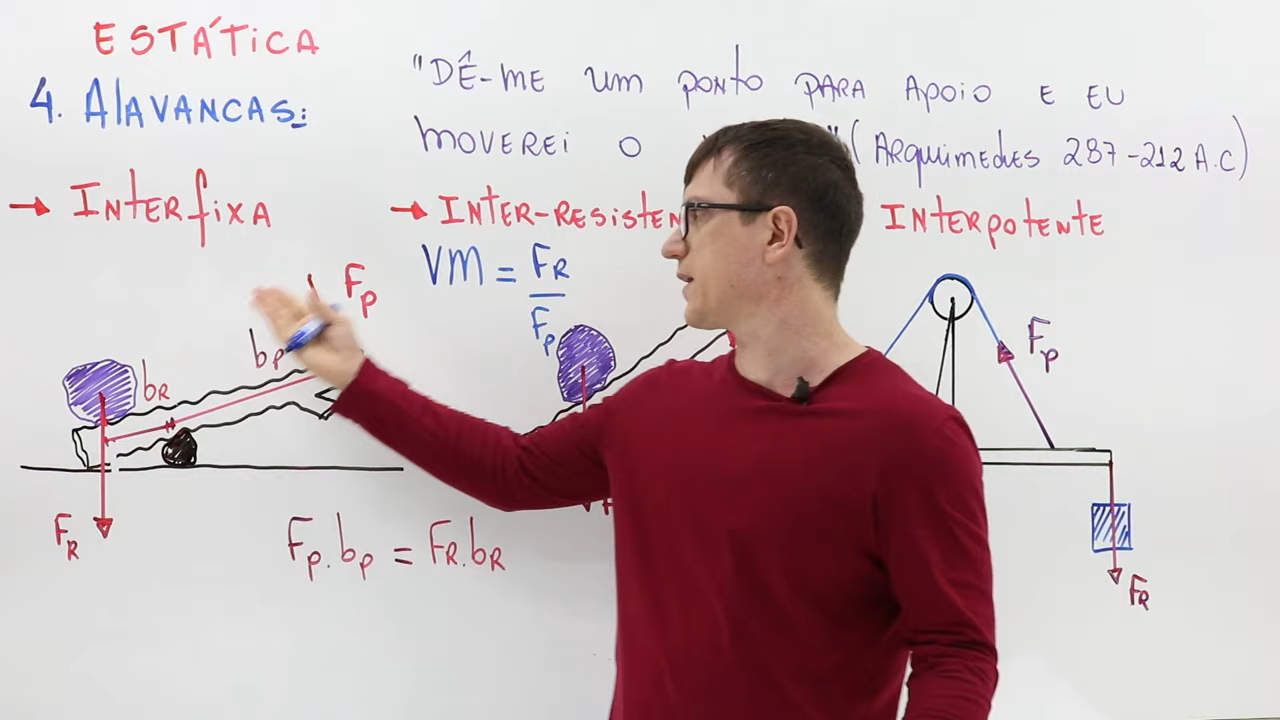 ESTÁTICA
4. ALAVANCAS:
"DÊ-ME UM PONTO PARA APOIO E EU
MOVEREI O "(ARQUIMEDES 287-212 A.C)
→ INTERFIXA
→ INTER-RESISTEN
INTERPOTENTE
VM = FR
Fp
Fp
bp
bR
FR
Fp
FR
Fp.bp = FR.bR